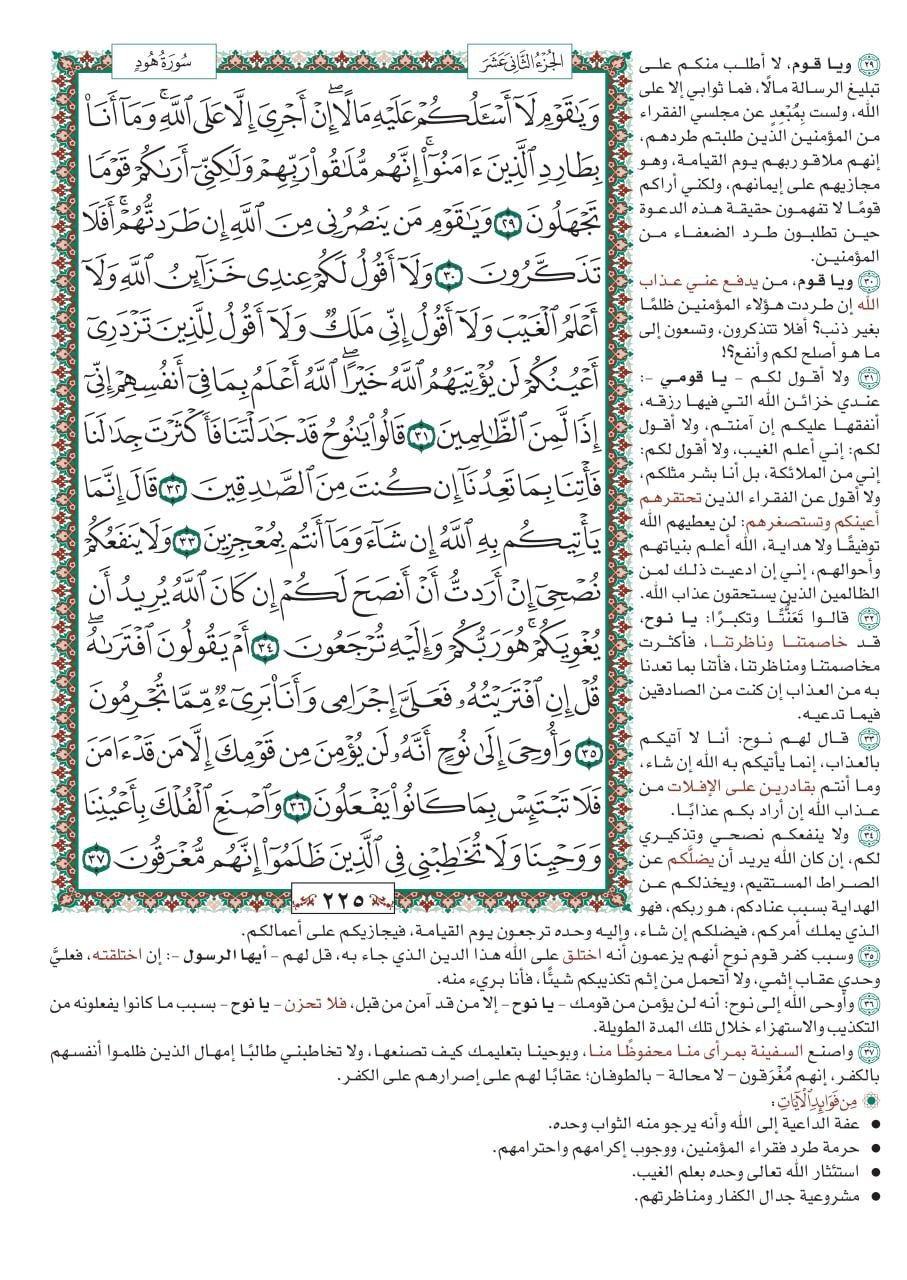 سُورَةُ هُودٍ
الجُزْءُ الثَّانِي عَشَرَ
وَيَٰقَوْمِ لَآ أَسْـَٔلُكُمْ عَلَيْهِ مَالًاۖ إِنْ أَجْرِىَ إِلَّا عَلَى ٱللَّهِۚ وَمَآ أَنَا۠
بِطَارِدِ ٱلَّذِينَ ءَامَنُوٓا۟ۚ إِنَّهُم مُّلَٰقُوا۟ رَبِّهِمْ وَلَٰكِنِّىٓ أَرَىٰكُمْ قَوْمًا
تَجْهَلُونَ ٢٩ وَيَٰقَوْمِ مَن يَنصُرُنِى مِنَ ٱللَّهِ إِن طَرَدتُّهُمْۚ أَفَلَا
تَذَكَّرُونَ ٣٠ وَلَآ أَقُولُ لَكُمْ عِندِى خَزَآئِنُ ٱللَّهِ وَلَآ
أَعْلَمُ ٱلْغَيْبَ وَلَآ أَقُولُ إِنِّى مَلَكٌ وَلَآ أَقُولُ لِلَّذِينَ تَزْدَرِىٓ
أَعْيُنُكُمْ لَن يُؤْتِيَهُمُ ٱللَّهُ خَيْرًاۖ ٱللَّهُ أَعْلَمُ بِمَا فِىٓ أَنفُسِهِمْ إِنِّىٓ
إِذًا لَّمِنَ ٱلظَّٰلِمِينَ ٣١ قَالُوا۟ يَٰنُوحُ قَدْ جَٰدَلْتَنَا فَأَكْثَرْتَ جِدَٰلَنَا
فَأْتِنَا بِمَا تَعِدُنَآ إِن كُنتَ مِنَ ٱلصَّٰدِقِينَ ٣٢ قَالَ إِنَّمَا
يَأْتِيكُم بِهِ ٱللَّهُ إِن شَآءَ وَمَآ أَنتُم بِمُعْجِزِينَ ٣٣ وَلَا يَنفَعُكُمْ
نُصْحِىٓ إِنْ أَرَدتُّ أَنْ أَنصَحَ لَكُمْ إِن كَانَ ٱللَّهُ يُرِيدُ أَن
يُغْوِيَكُمْۚ هُوَ رَبُّكُمْ وَإِلَيْهِ تُرْجَعُونَ ٣٤ أَمْ يَقُولُونَ ٱفْتَرَىٰهُۖ
قُلْ إِنِ ٱفْتَرَيْتُهُۥ فَعَلَىَّ إِجْرَامِى وَأَنَا۠ بَرِىٓءٌ مِّمَّا تُجْرِمُونَ
٣٥ وَأُوحِىَ إِلَىٰ نُوحٍ أَنَّهُۥ لَن يُؤْمِنَ مِن قَوْمِكَ إِلَّا مَن قَدْ ءَامَنَ
فَلَا تَبْتَئِسْ بِمَا كَانُوا۟ يَفْعَلُونَ ٣٦ وَٱصْنَعِ ٱلْفُلْكَ بِأَعْيُنِنَا
وَوَحْيِنَا وَلَا تُخَٰطِبْنِى فِى ٱلَّذِينَ ظَلَمُوٓا۟ إِنَّهُم مُّغْرَقُونَ ٣٧
٢٢٥
٢٩ ويا قوم، لا أطلب منكم على
تبليغ الرسالة مالًا، فما ثوابي إلا على
الله، ولست بِمُبْعِدٍ عن مجلسي الفقراء
من المؤمنين الذين طلبتم طردهم،
إنهم ملاقو ربهم يوم القيامة، وهو
مجازيهم على إيمانهم، ولكني أراكم
قومًا لا تفهمون حقيقة هذه الدعوة
حين تطلبون طرد الضعفاء من
المؤمنين.
٣٠ ويا قوم، من يدفع عني عذاب
الله إن طردت هؤلاء المؤمنين ظلمًا
بغير ذنب؟ أفلا تتذكرون، وتسعون إلى
ما هو أصلح لكم وأنفع؟!
٣١ ولا أقول لكم – يا قومي –:
عندي خزائن الله التي فيها رزقه،
أنفقها عليكم إن آمنتم، ولا أقول
لكم: إني أعلم الغيب، ولا أقول لكم:
إني من الملائكة، بل أنا بشر مثلكم،
ولا أقول عن الفقراء الذين تحتقرهم
أعينكم وتستصغرهم: لن يعطيهم الله
توفيقًا ولا هداية، الله أعلم بنياتهم
وأحوالهم، إني إن ادعيت ذلك لمن
الظالمين الذين يستحقون عذاب الله.
٣٢ قالوا تَعَنُّتًا وتكبرًا: يا نوح،
قد خاصمتنا وناظرتنا، فأكثرت
مخاصمتنا ومناظرتنا، فأتنا بما تعدنا
به من العذاب إن كنت من الصادقين
فيما تدعيه.
٣٣ قال لهم نوح: أنا لا آتيكم
بالعذاب، إنما يأتيكم به الله إن شاء،
وما أنتم بقادرين على الإفلات من
عذاب الله إن أراد بكم عذابًا.
٣٤ ولا ينفعكم نصحي وتذكيري
لكم، إن كان الله يريد أن يضلَّكم عن
الصراط المستقيم، ويخذلكم عن
الهداية بسبب عنادكم، هو ربكم، فهو
الذي يملك أمركم، فيضلكم إن شاء، وإليه وحده ترجعون يوم القيامة، فيجازيكم على أعمالكم.
٣٥ وسبب كفر قوم نوح أنهم يزعمون أنه اختلق على الله هذا الدين الذي جاء به، قل لهم – أيها الرسول –: إن اختلقته، فعليَّ
وحدي عقاب إثمي، ولا أتحمل من إثم تكذيبكم شيئًا، فأنا بريء منه.
٣٦ وأوحى الله إلى نوح: أنه لن يؤمن من قومك – يا نوح – إلا من قد آمن من قبل، فلا تحزن – يا نوح – بسبب ما كانوا يفعلونه من
التكذيب والاستهزاء خلال تلك المدة الطويلة.
٣٧ واصنع السفينة بمرأى منا محفوظًا منا، وبوحينا بتعليمك كيف تصنعها، ولا تخاطبني طالبًا إمهال الذين ظلموا أنفسهم
بالكفر، إنهم مُغْرَقون – لا محالة – بالطوفان؛ عقابًا لهم على إصرارهم على الكفر.
مِن فَوَائِدِ الْآيَاتِ:
● عفة الداعية إلى الله وأنه يرجو منه الثواب وحده.
● حرمة طرد فقراء المؤمنين، ووجوب إكرامهم واحترامهم.
● استئثار الله تعالى وحده بعلم الغيب.
● مشروعية جدال الكفار ومناظرتهم.